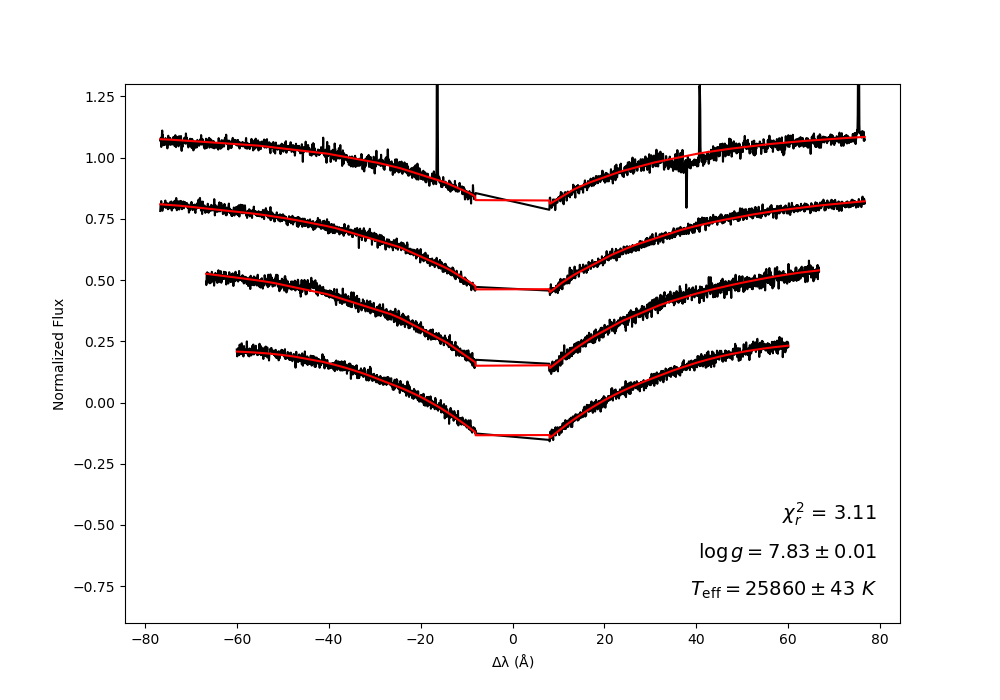 1.25
1.00
0.75
0.50
0.25
0.00
−0.25
−0.50
−0.75
Normalized Flux
χ²ᵣ = 3.11
log g = 7.83 ± 0.01
T_eff = 25860 ± 43 K
−80 −60 −40 −20 0 20 40 60 80
Δλ (Å)